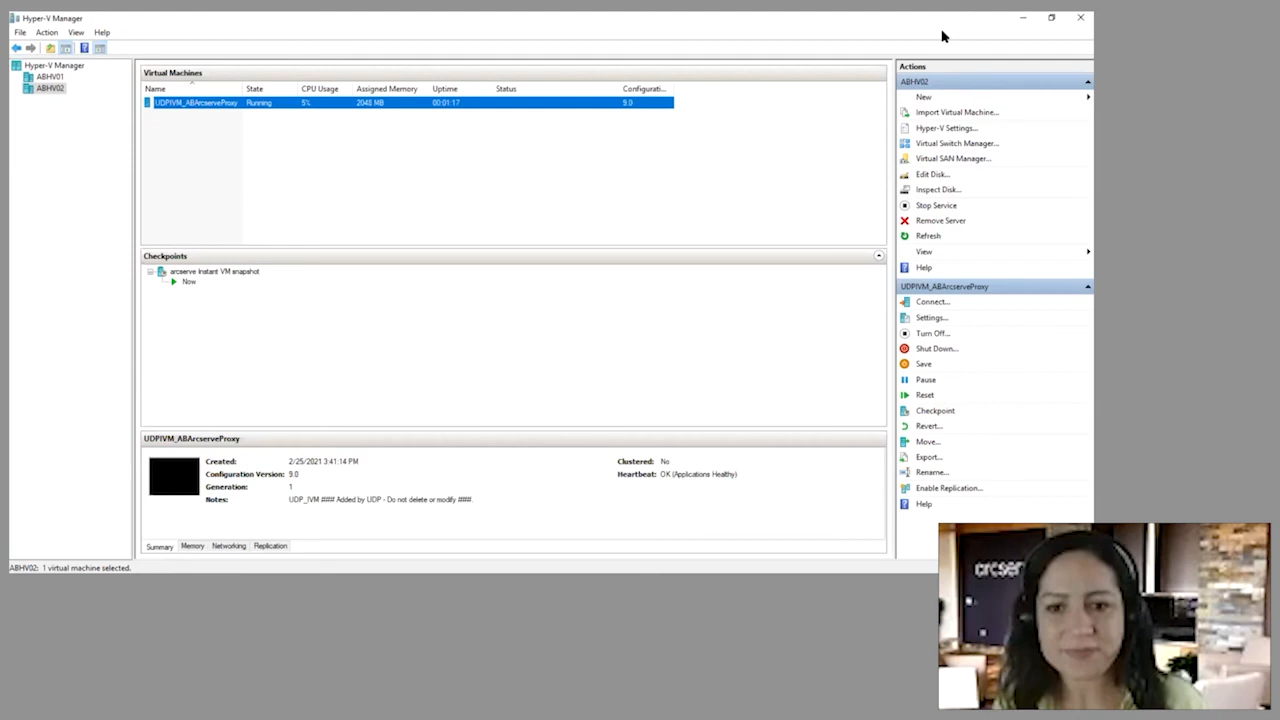 Hyper-V Manager
File Action View Help
Hyper-V Manager
ABHV01
ABHV02
Virtual Machines
Name State CPU Usage Assigned Memory Uptime Status Configurati...
UDPIVM_ABArcserveProxy Running 5% 2048 MB 00:01:17 9.0
Checkpoints
arcserve Instant VM snapshot
Now
UDPIVM_ABArcserveProxy
Created: 2/25/2021 3:41:14 PM Clustered: No
Configuration Version: 9.0 Heartbeat: OK (Applications Healthy)
Generation: 1
Notes: UDP_IVM ### Added by UDP - Do not delete or modify ###.
Summary Memory Networking Replication
ABHV02: 1 virtual machine selected.
Actions
ABHV02
New
Import Virtual Machine...
Hyper-V Settings...
Virtual Switch Manager...
Virtual SAN Manager...
Edit Disk...
Inspect Disk...
Stop Service
Remove Server
Refresh
View
Help
UDPIVM_ABArcserveProxy
Connect...
Settings...
Turn Off...
Shut Down...
Save
Pause
Reset
Checkpoint
Revert...
Move...
Export...
Rename...
Enable Replication...
Help
arcser